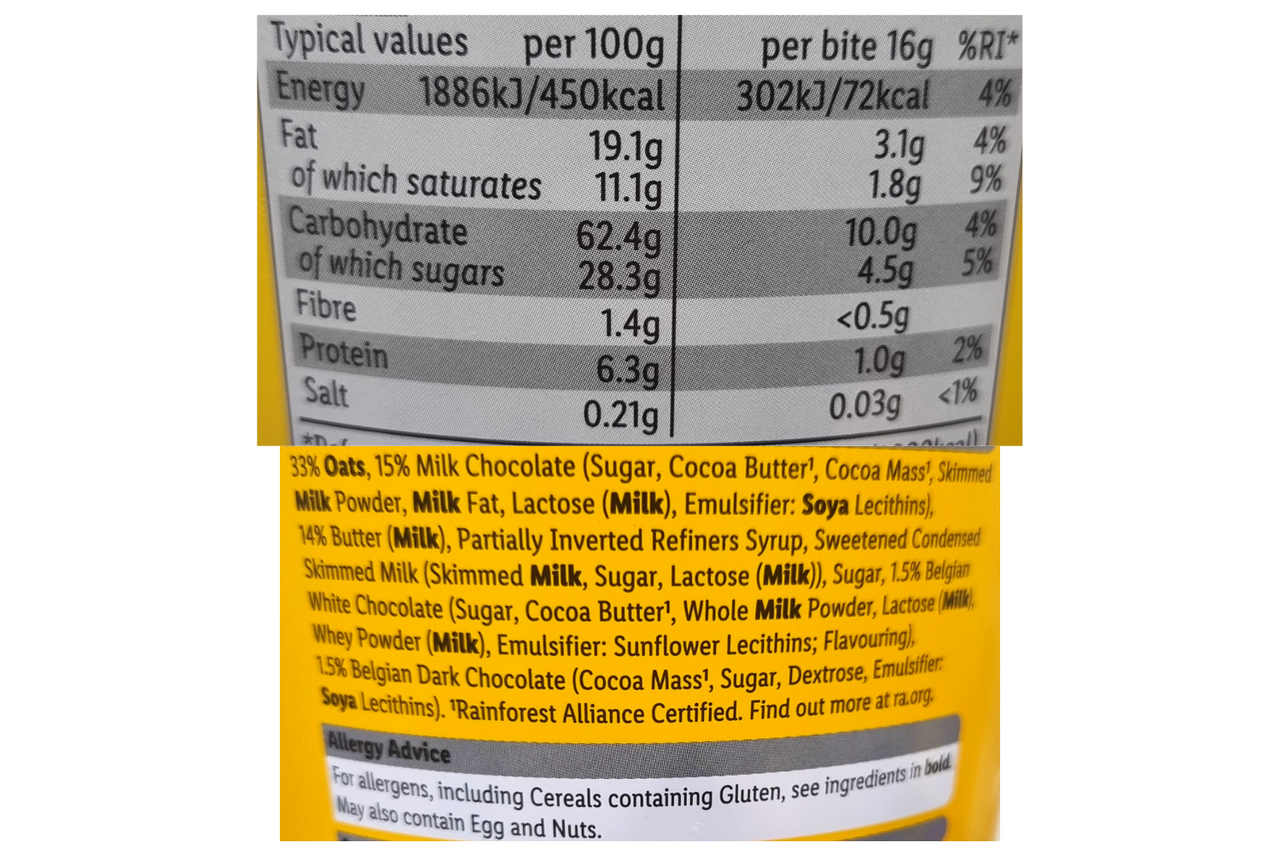 Typical values per 100g per bite 16g %RI*
Energy 1886kJ/450kcal 302kJ/72kcal 4%
Fat 19.1g 3.1g 4%
of which saturates 11.1g 1.8g 9%
Carbohydrate 62.4g 10.0g 4%
of which sugars 28.3g 4.5g 5%
Fibre 1.4g <0.5g
Protein 6.3g 1.0g 2%
Salt 0.21g 0.03g <1%
33% Oats, 15% Milk Chocolate (Sugar, Cocoa Butter¹, Cocoa Mass¹, Skimmed
Milk Powder, Milk Fat, Lactose (Milk), Emulsifier: Soya Lecithins),
14% Butter (Milk), Partially Inverted Refiners Syrup, Sweetened Condensed
Skimmed Milk (Skimmed Milk, Sugar, Lactose (Milk)), Sugar, 1.5% Belgian
White Chocolate (Sugar, Cocoa Butter¹, Whole Milk Powder, Lactose (Milk),
Whey Powder (Milk), Emulsifier: Sunflower Lecithins; Flavouring),
1.5% Belgian Dark Chocolate (Cocoa Mass¹, Sugar, Dextrose, Emulsifier:
Soya Lecithins). ¹Rainforest Alliance Certified. Find out more at ra.org.
Allergy Advice
For allergens, including Cereals containing Gluten, see ingredients in bold.
May also contain Egg and Nuts.